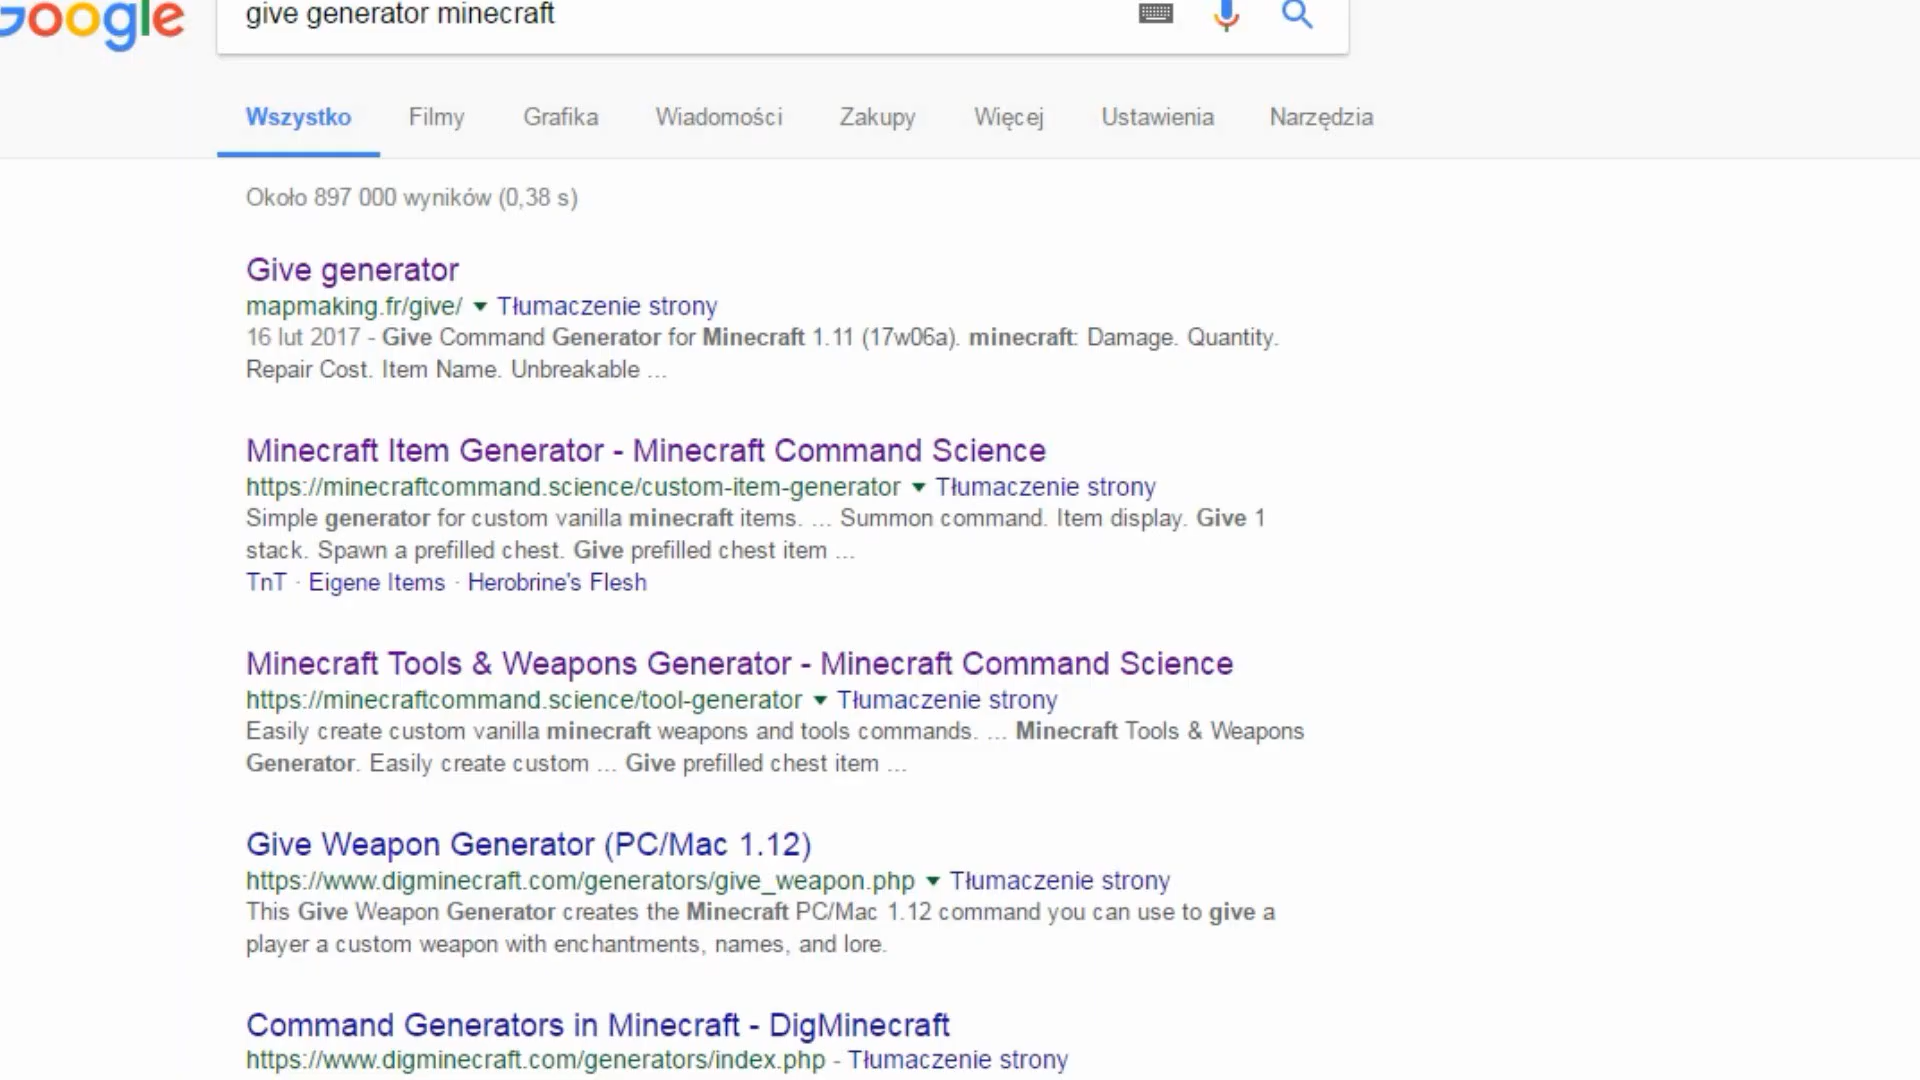 Google
give generator minecraft
Wszystko Filmy Grafika Wiadomości Zakupy Więcej Ustawienia Narzędzia
Około 897 000 wyników (0,38 s)
Give generator
mapmaking.fr/give/ ▼ Tłumaczenie strony
16 lut 2017 - Give Command Generator for Minecraft 1.11 (17w06a). minecraft: Damage. Quantity.
Repair Cost. Item Name. Unbreakable ...
Minecraft Item Generator - Minecraft Command Science
https://minecraftcommand.science/custom-item-generator ▼ Tłumaczenie strony
Simple generator for custom vanilla minecraft items. ... Summon command. Item display. Give 1
stack. Spawn a prefilled chest. Give prefilled chest item ...
TnT · Eigene Items · Herobrine's Flesh
Minecraft Tools & Weapons Generator - Minecraft Command Science
https://minecraftcommand.science/tool-generator ▼ Tłumaczenie strony
Easily create custom vanilla minecraft weapons and tools commands. ... Minecraft Tools & Weapons
Generator. Easily create custom ... Give prefilled chest item ...
Give Weapon Generator (PC/Mac 1.12)
https://www.digminecraft.com/generators/give_weapon.php ▼ Tłumaczenie strony
This Give Weapon Generator creates the Minecraft PC/Mac 1.12 command you can use to give a
player a custom weapon with enchantments, names, and lore.
Command Generators in Minecraft - DigMinecraft
https://www.digminecraft.com/generators/index.php - Tłumaczenie strony